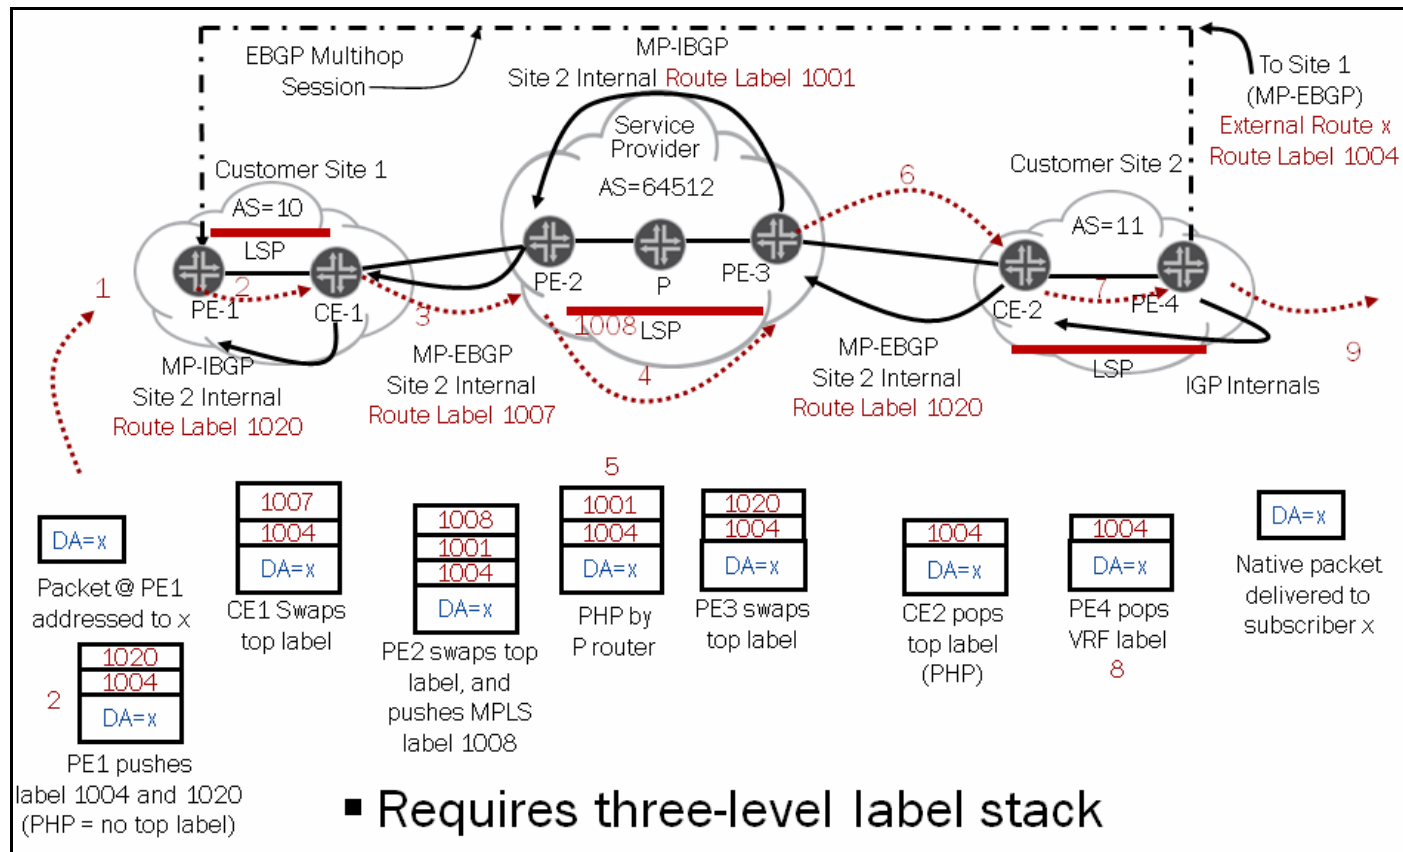 EBGP Multihop
Session
MP-IBGP
Site 2 Internal Route Label 1001
To Site 1
(MP-EBGP)
External Route x
Route Label 1004
Service
Provider
AS=64512
Customer Site 1
AS=10
LSP
Customer Site 2
AS=11
6
1
2
PE-1
CE-1
3
PE-2
P
PE-3
CE-2
7
PE-4
1008
LSP
4
LSP
9
IGP Internals
MP-IBGP
Site 2 Internal
Route Label 1020
MP-EBGP
Site 2 Internal
Route Label 1007
MP-EBGP
Site 2 Internal
Route Label 1020
5
DA=x
Packet @ PE1
addressed to x
2
1020
1004
DA=x
PE1 pushes
label 1004 and 1020
(PHP = no top label)
1007
1004
DA=x
CE1 Swaps
top label
1008
1001
1004
DA=x
PE2 swaps top
label, and
pushes MPLS
label 1008
1001
1004
DA=x
PHP by
P router
1020
1004
DA=x
PE3 swaps
top label
1004
DA=x
CE2 pops
top label
(PHP)
1004
DA=x
PE4 pops
VRF label
8
DA=x
Native packet
delivered to
subscriber x
▪ Requires three-level label stack